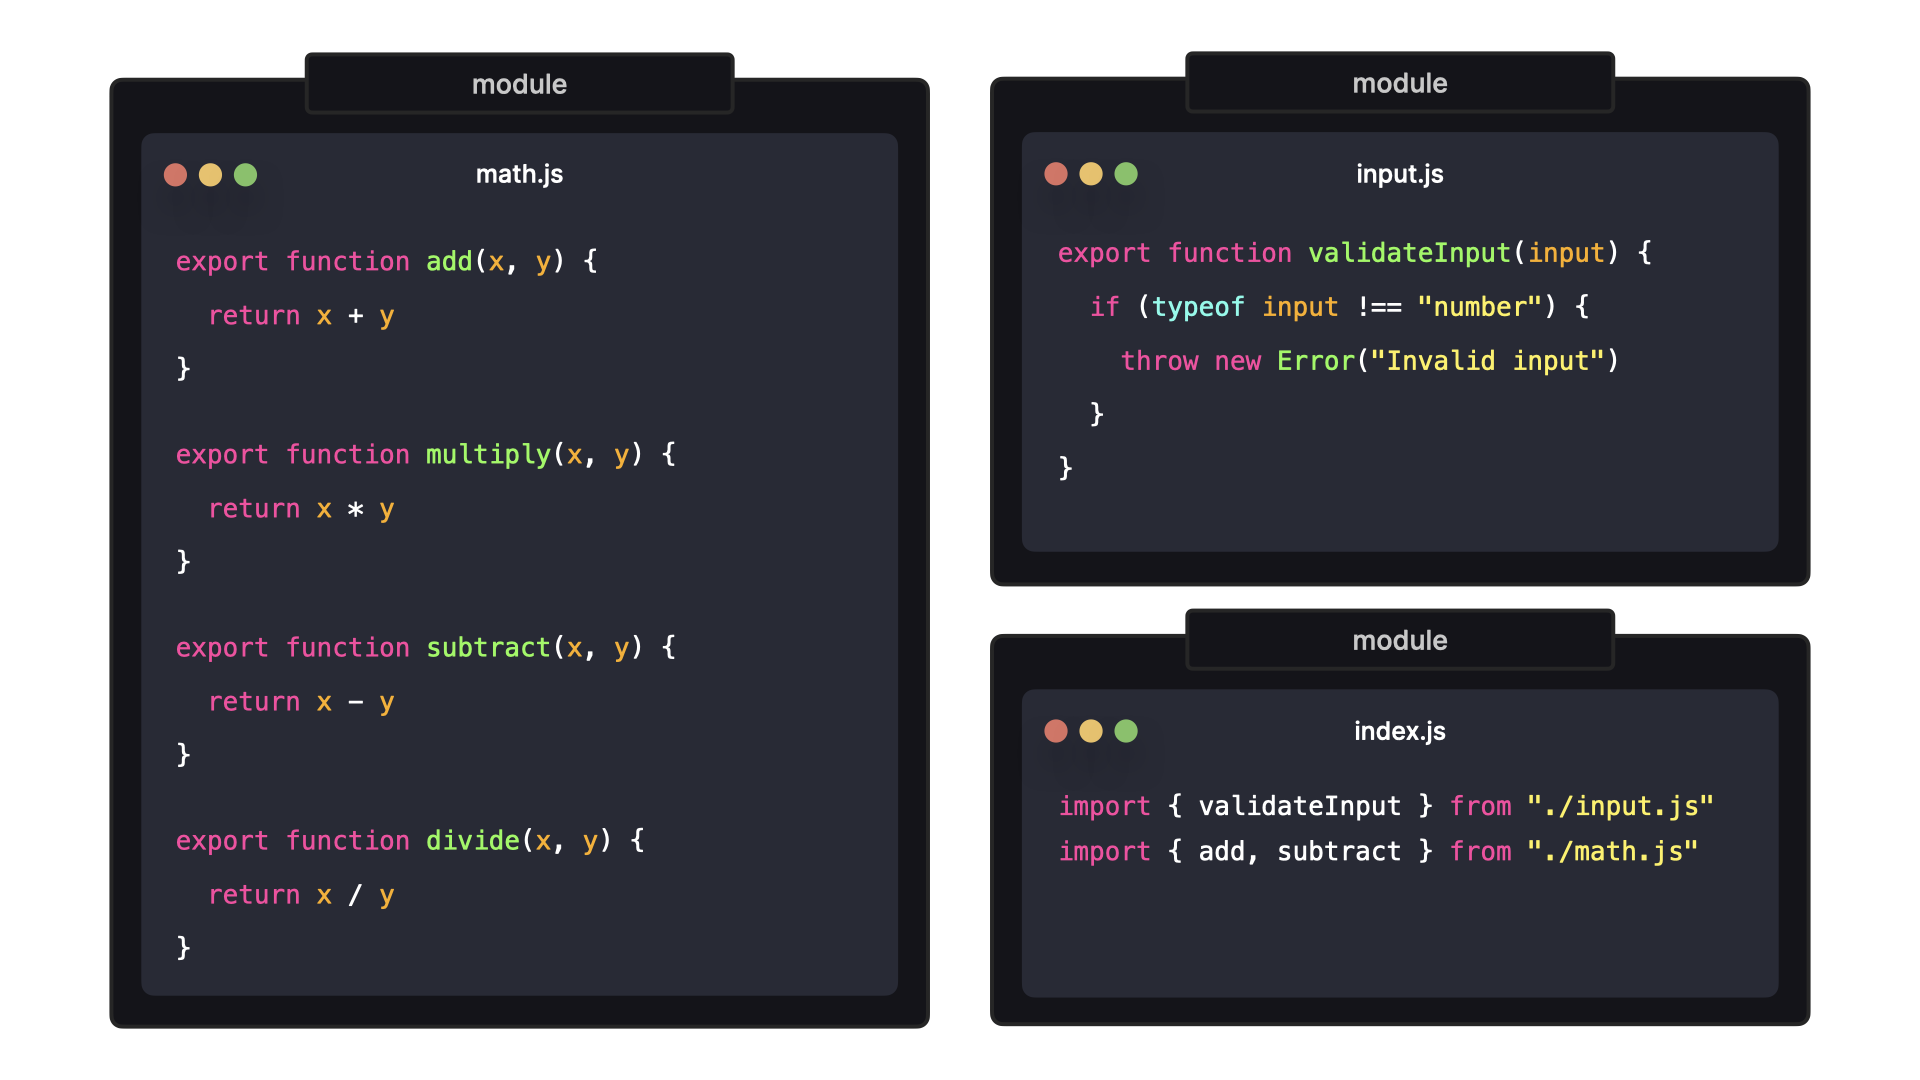 module
math.js
export function add(x, y) {
  return x + y
}
export function multiply(x, y) {
  return x * y
}
export function subtract(x, y) {
  return x - y
}
export function divide(x, y) {
  return x / y
}
module
input.js
export function validateInput(input) {
  if (typeof input !== "number") {
    throw new Error("Invalid input")
  }
}
module
index.js
import { validateInput } from "./input.js"
import { add, subtract } from "./math.js"